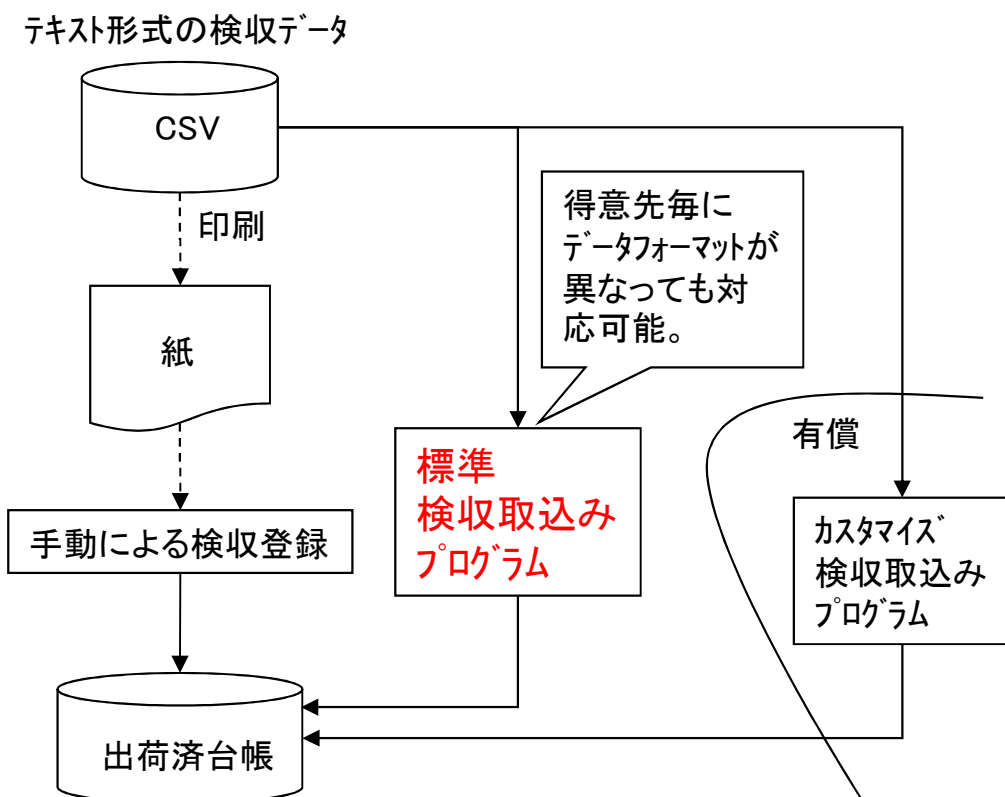 ﾃｷｽﾄ形式の検収ﾃﾞｰﾀ
CSV
印刷
紙
手動による検収登録
出荷済台帳
得意先毎に
ﾃﾞｰﾀﾌｫｰﾏｯﾄが
異なっても対
応可能。
標準
検収取込み
ﾌﾟﾛｸﾞﾗﾑ
有償
ｶｽﾀﾏｲｽﾞ
検収取込み
ﾌﾟﾛｸﾞﾗﾑ